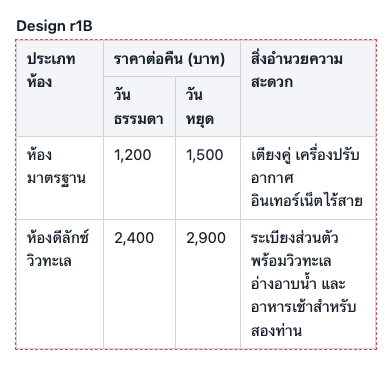 Design r1B
ประเภท
ห้อง
ราคาต่อคืน (บาท)
สิ่งอำนวยความ
สะดวก
วัน
ธรรมดา
วัน
หยุด
ห้อง
มาตรฐาน
1,200
1,500
เตียงคู่ เครื่องปรับ
อากาศ
อินเทอร์เน็ตไร้สาย
ห้องดีลักซ์
วิวทะเล
2,400
2,900
ระเบียงส่วนตัว
พร้อมวิวทะเล
อ่างอาบน้ำ และ
อาหารเช้าสำหรับ
สองท่าน